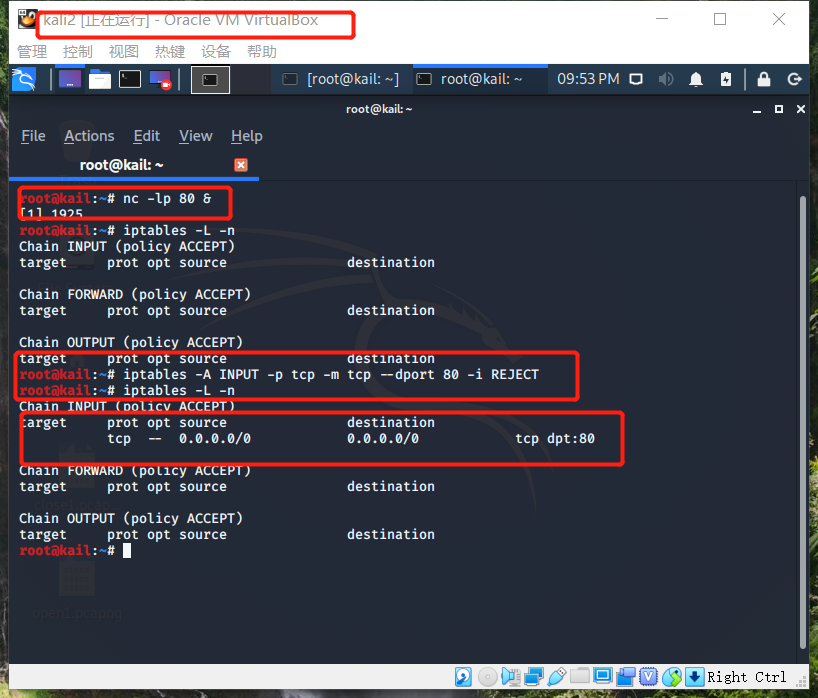 kali2 [正在运行] - Oracle VM VirtualBox
管理 控制 视图 热键 设备 帮助
[root@kail: ~] root@kail: ~ 09:53 PM
root@kail: ~
File Actions Edit View Help
root@kail: ~
root@kail:~# nc -lp 80 &
[1] 1925
root@kail:~# iptables -L -n
Chain INPUT (policy ACCEPT)
target prot opt source destination
Chain FORWARD (policy ACCEPT)
target prot opt source destination
Chain OUTPUT (policy ACCEPT)
target prot opt source destination
root@kail:~# iptables -A INPUT -p tcp -m tcp --dport 80 -i REJECT
root@kail:~# iptables -L -n
Chain INPUT (policy ACCEPT)
target prot opt source destination
tcp -- 0.0.0.0/0 0.0.0.0/0 tcp dpt:80
Chain FORWARD (policy ACCEPT)
target prot opt source destination
Chain OUTPUT (policy ACCEPT)
target prot opt source destination
root@kail:~#
open1.pcapng
Right Ctrl